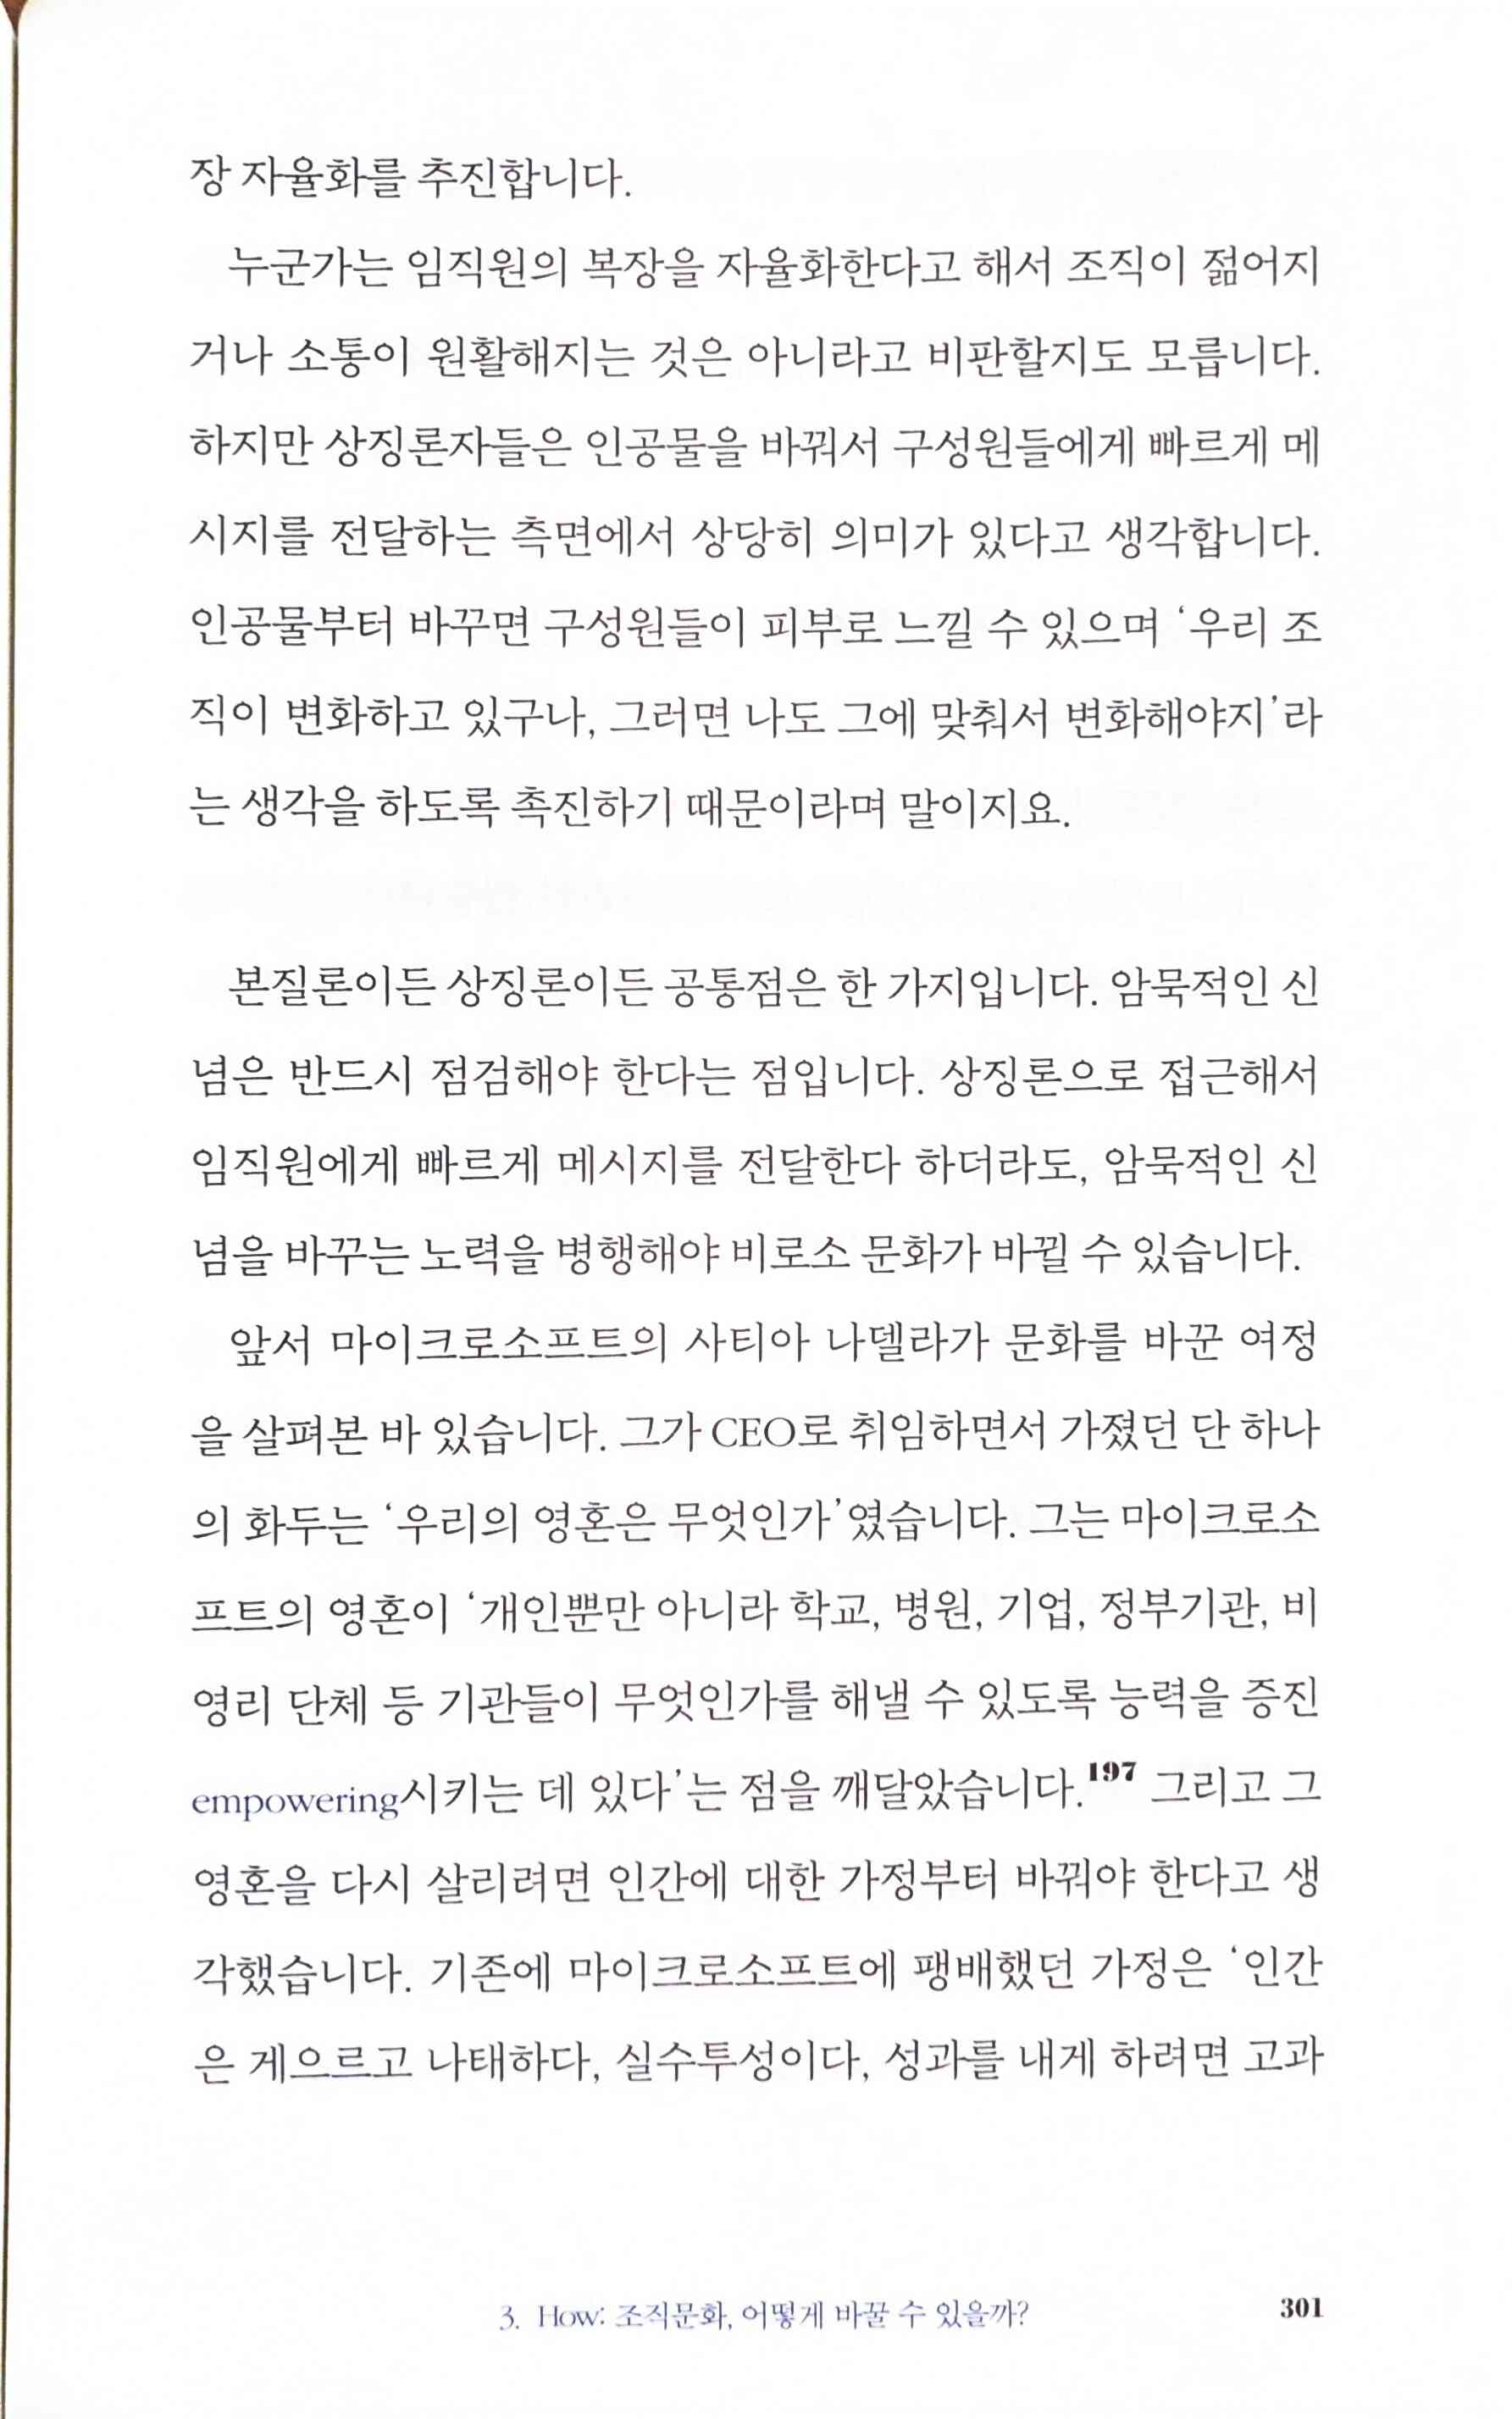 장 자율화를 추진합니다.
누군가는 임직원의 복장을 자율화한다고 해서 조직이 젊어지
거나 소통이 원활해지는 것은 아니라고 비판할지도 모릅니다.
하지만 상징론자들은 인공물을 바꿔서 구성원들에게 빠르게 메
시지를 전달하는 측면에서 상당히 의미가 있다고 생각합니다.
인공물부터 바꾸면 구성원들이 피부로 느낄 수 있으며 ‘우리 조
직이 변화하고 있구나, 그러면 나도 그에 맞춰서 변화해야지’라
는 생각을 하도록 촉진하기 때문이라며 말이지요.
본질론이든 상징론이든 공통점은 한 가지입니다. 암묵적인 신
념은 반드시 점검해야 한다는 점입니다. 상징론으로 접근해서
임직원에게 빠르게 메시지를 전달한다 하더라도, 암묵적인 신
념을 바꾸는 노력을 병행해야 비로소 문화가 바뀔 수 있습니다.
앞서 마이크로소프트의 사티아 나델라가 문화를 바꾼 여정
을 살펴본 바 있습니다. 그가 CEO로 취임하면서 가졌던 단 하나
의 화두는 ‘우리의 영혼은 무엇인가’였습니다. 그는 마이크로소
프트의 영혼이 ‘개인뿐만 아니라 학교, 병원, 기업, 정부기관, 비
영리 단체 등 기관들이 무엇인가를 해낼 수 있도록 능력을 증진
empowering시키는 데 있다’는 점을 깨달았습니다.197 그리고 그
영혼을 다시 살리려면 인간에 대한 가정부터 바꿔야 한다고 생
각했습니다. 기존에 마이크로소프트에 팽배했던 가정은 ‘인간
은 게으르고 나태하다, 실수투성이다, 성과를 내게 하려면 고과
3. How: 조직문화, 어떻게 바꿀 수 있을까? 301